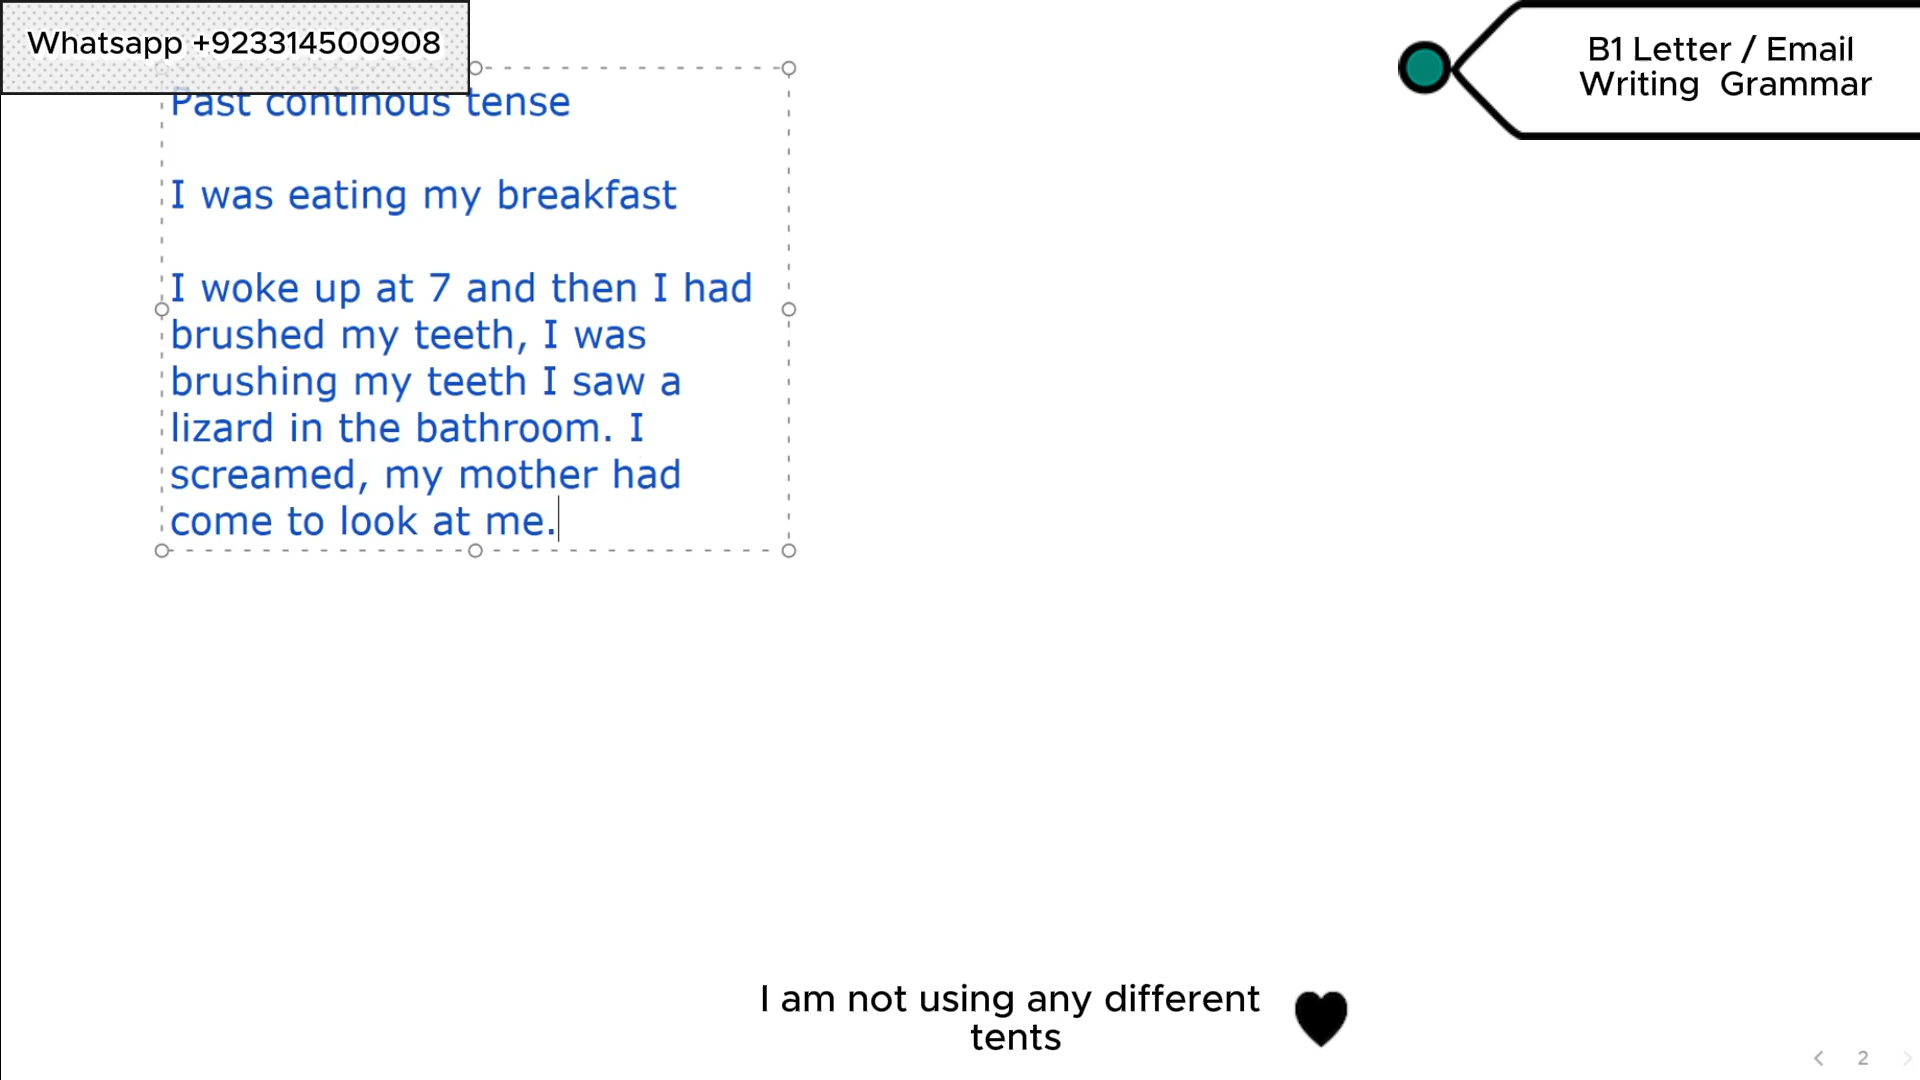 Whatsapp +923314500908
B1 Letter / Email
Writing Grammar
Past continous tense
I was eating my breakfast
I woke up at 7 and then I had
brushed my teeth, I was
brushing my teeth I saw a
lizard in the bathroom. I
screamed, my mother had
come to look at me.
I am not using any different
tents
2